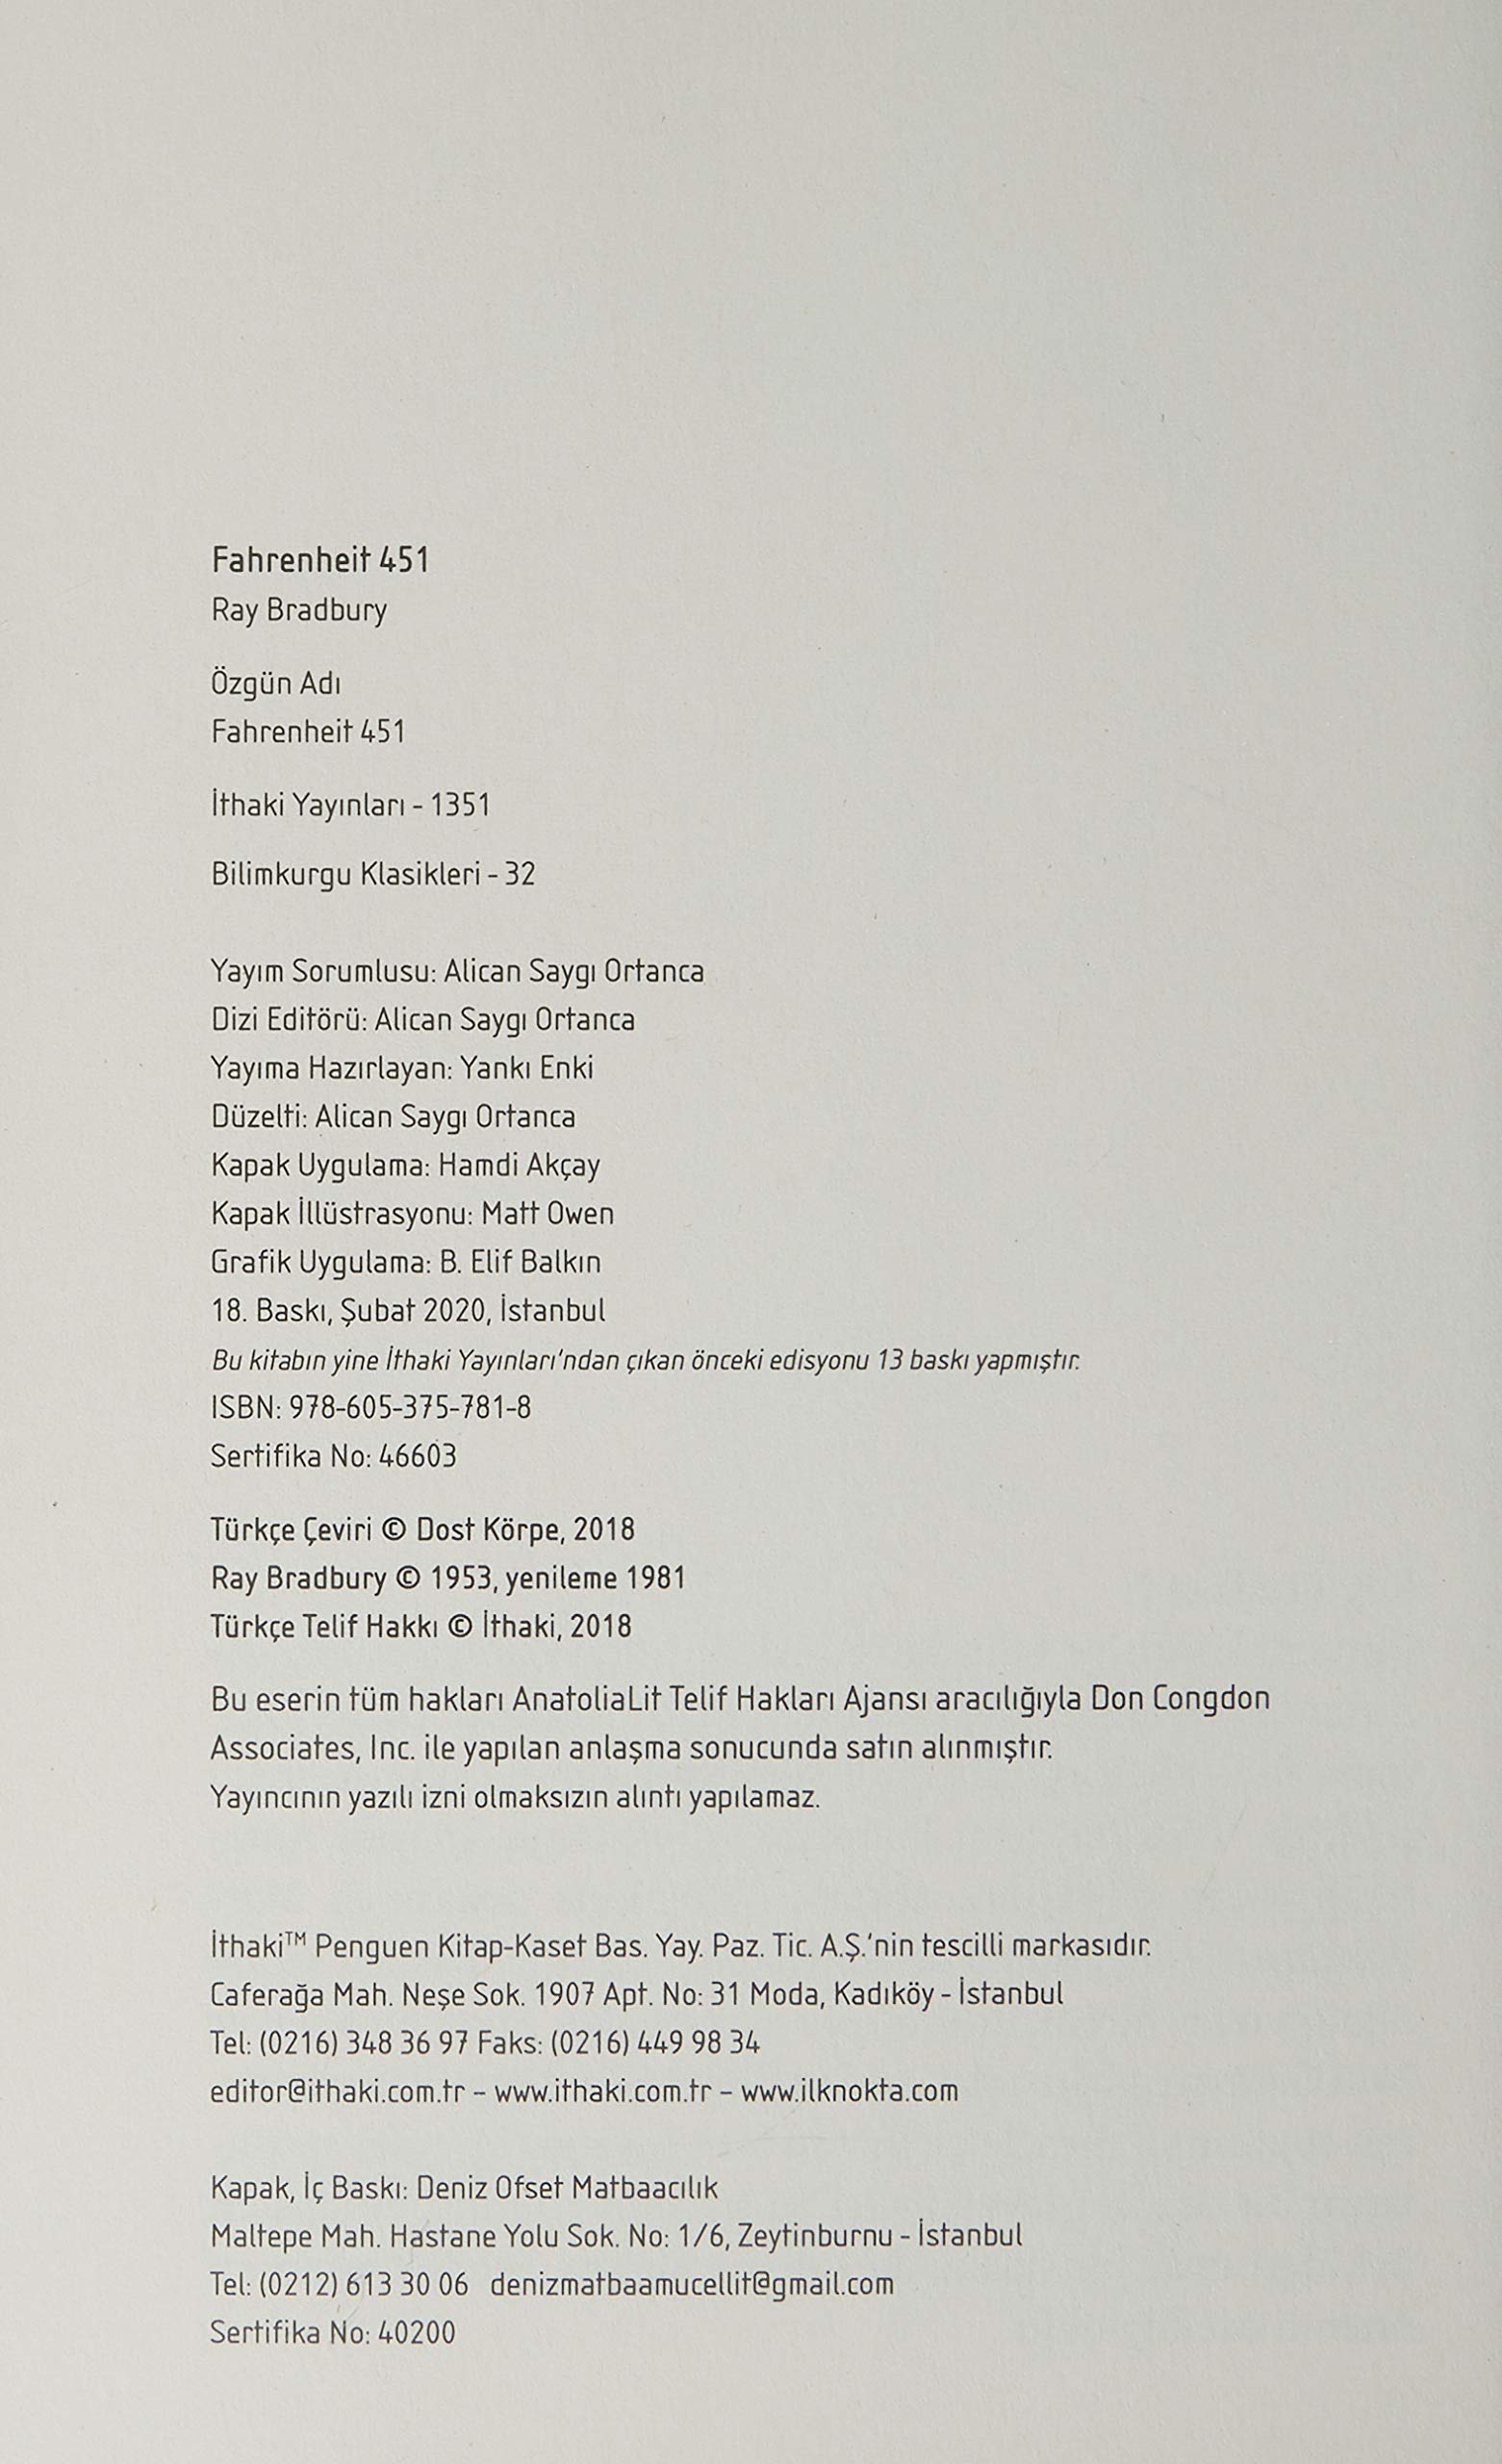 Fahrenheit 451
Ray Bradbury
Özgün Adı
Fahrenheit 451
İthaki Yayınları - 1351
Bilimkurgu Klasikleri - 32
Yayım Sorumlusu: Alican Saygı Ortanca
Dizi Editörü: Alican Saygı Ortanca
Yayıma Hazırlayan: Yankı Enki
Düzelti: Alican Saygı Ortanca
Kapak Uygulama: Hamdi Akçay
Kapak İllüstrasyonu: Matt Owen
Grafik Uygulama: B. Elif Balkın
18. Baskı, Şubat 2020, İstanbul
Bu kitabın yine İthaki Yayınları'ndan çıkan önceki edisyonu 13 baskı yapmıştır.
ISBN: 978-605-375-781-8
Sertifika No: 46603
Türkçe Çeviri © Dost Körpe, 2018
Ray Bradbury © 1953, yenileme 1981
Türkçe Telif Hakkı © İthaki, 2018
Bu eserin tüm hakları AnatoliaLit Telif Hakları Ajansı aracılığıyla Don Congdon
Associates, Inc. ile yapılan anlaşma sonucunda satın alınmıştır.
Yayıncının yazılı izni olmaksızın alıntı yapılamaz.
İthaki™ Penguen Kitap-Kaset Bas. Yay. Paz. Tic. A.Ş.'nin tescilli markasıdır.
Caferağa Mah. Neşe Sok. 1907 Apt. No: 31 Moda, Kadıköy - İstanbul
Tel: (0216) 348 36 97 Faks: (0216) 449 98 34
editor@ithaki.com.tr – www.ithaki.com.tr – www.ilknokta.com
Kapak, İç Baskı: Deniz Ofset Matbaacılık
Maltepe Mah. Hastane Yolu Sok. No: 1/6, Zeytinburnu - İstanbul
Tel: (0212) 613 30 06 denizmatbaamucellit@gmail.com
Sertifika No: 40200